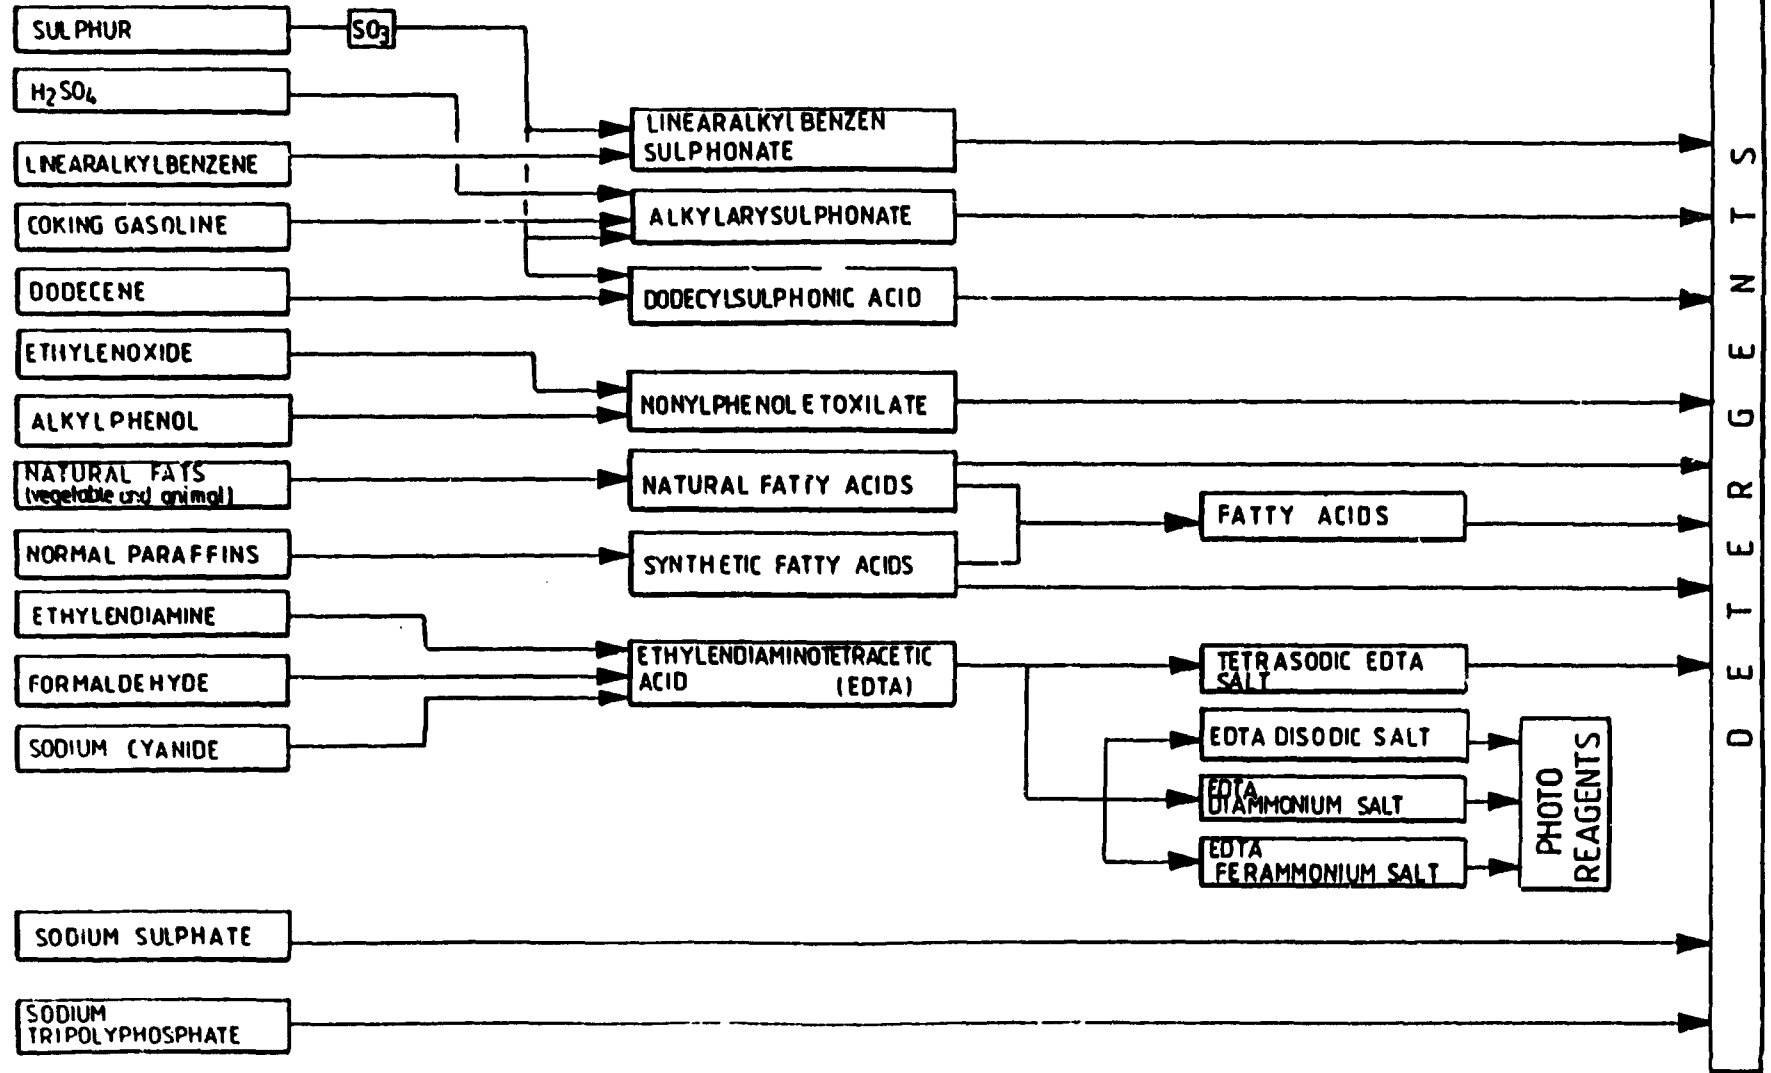 SULPHUR
SO3
H2SO4
LINEARALKYLBENZENE
COKING GASOLINE
DODECENE
ETHYLENOXIDE
ALKYLPHENOL
NATURAL FATS
(vegetable and animal)
NORMAL PARAFFINS
ETHYLENDIAMINE
FORMALDEHYDE
SODIUM CYANIDE
SODIUM SULPHATE
SODIUM
TRIPOLYPHOSPHATE
LINEARALKYLBENZEN
SULPHONATE
ALKYLARYSULPHONATE
DODECYLSULPHONIC ACID
NONYLPHENOLETOXILATE
NATURAL FATTY ACIDS
SYNTHETIC FATTY ACIDS
ETHYLENDIAMINOTETRACETIC
ACID (EDTA)
FATTY ACIDS
TETRASODIC EDTA
SALT
EDTA DISODIC SALT
EDTA
DIAMMONIUM SALT
EDTA
FERAMMONIUM SALT
PHOTO
REAGENTS
DETERGENTS